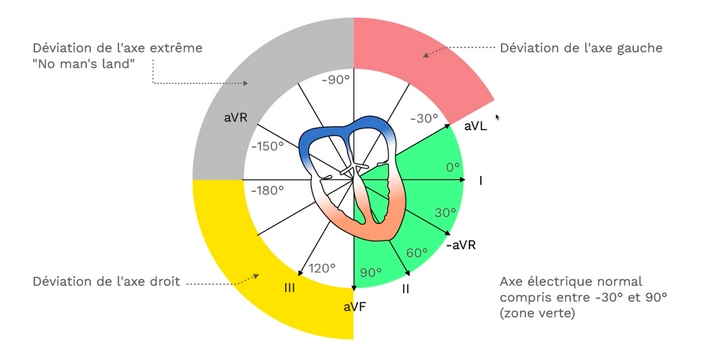 Déviation de l'axe extrême
"No man's land"
Déviation de l'axe gauche
-90°
aVR
-30°
aVL
-150°
0°
I
-180°
30°
-aVR
60°
120°
90°
Déviation de l'axe droit
III
II
aVF
Axe électrique normal
compris entre -30° et 90°
(zone verte)